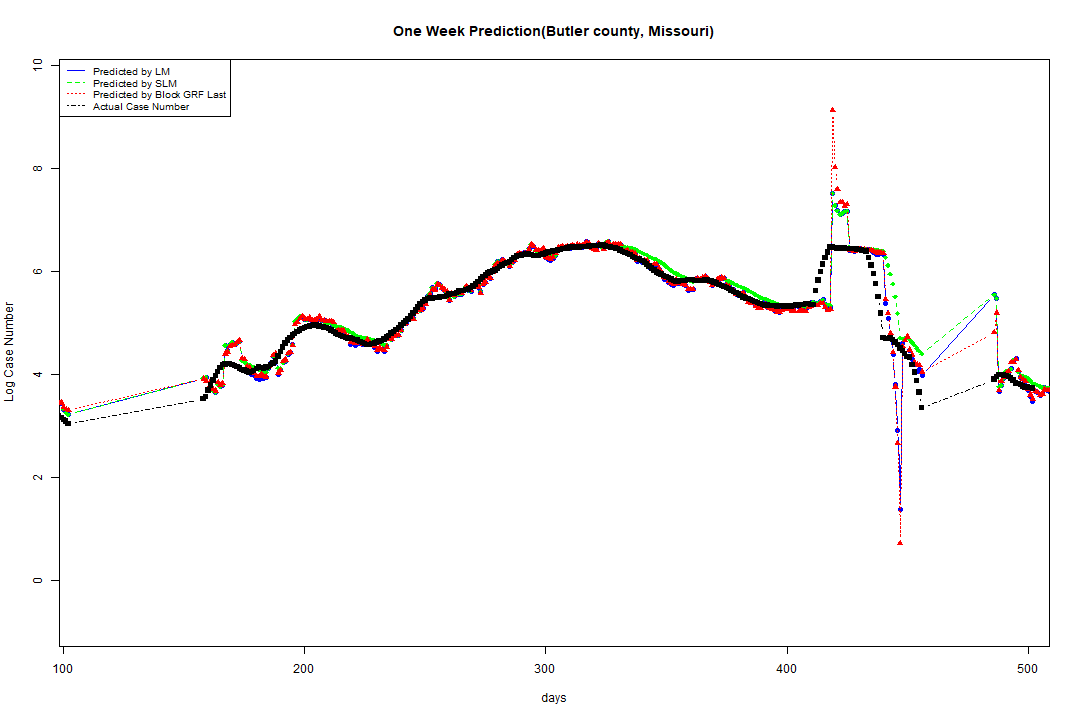 One Week Prediction(Butler county, Missouri)
Predicted by LM
Predicted by SLM
Predicted by Block GRF Last
Actual Case Number
Log Case Number
10
8
6
4
2
0
100 200 300 400 500
days